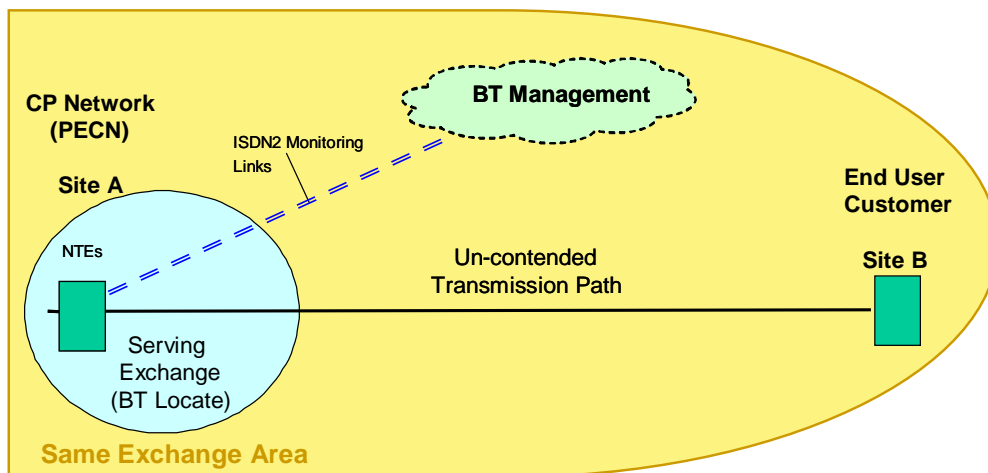 BT Management
CP Network
(PECN)
ISDN2 Monitoring
Links
Site A
End User
Customer
NTEs
Un-contended
Transmission Path
Site B
Serving
Exchange
(BT Locate)
Same Exchange Area